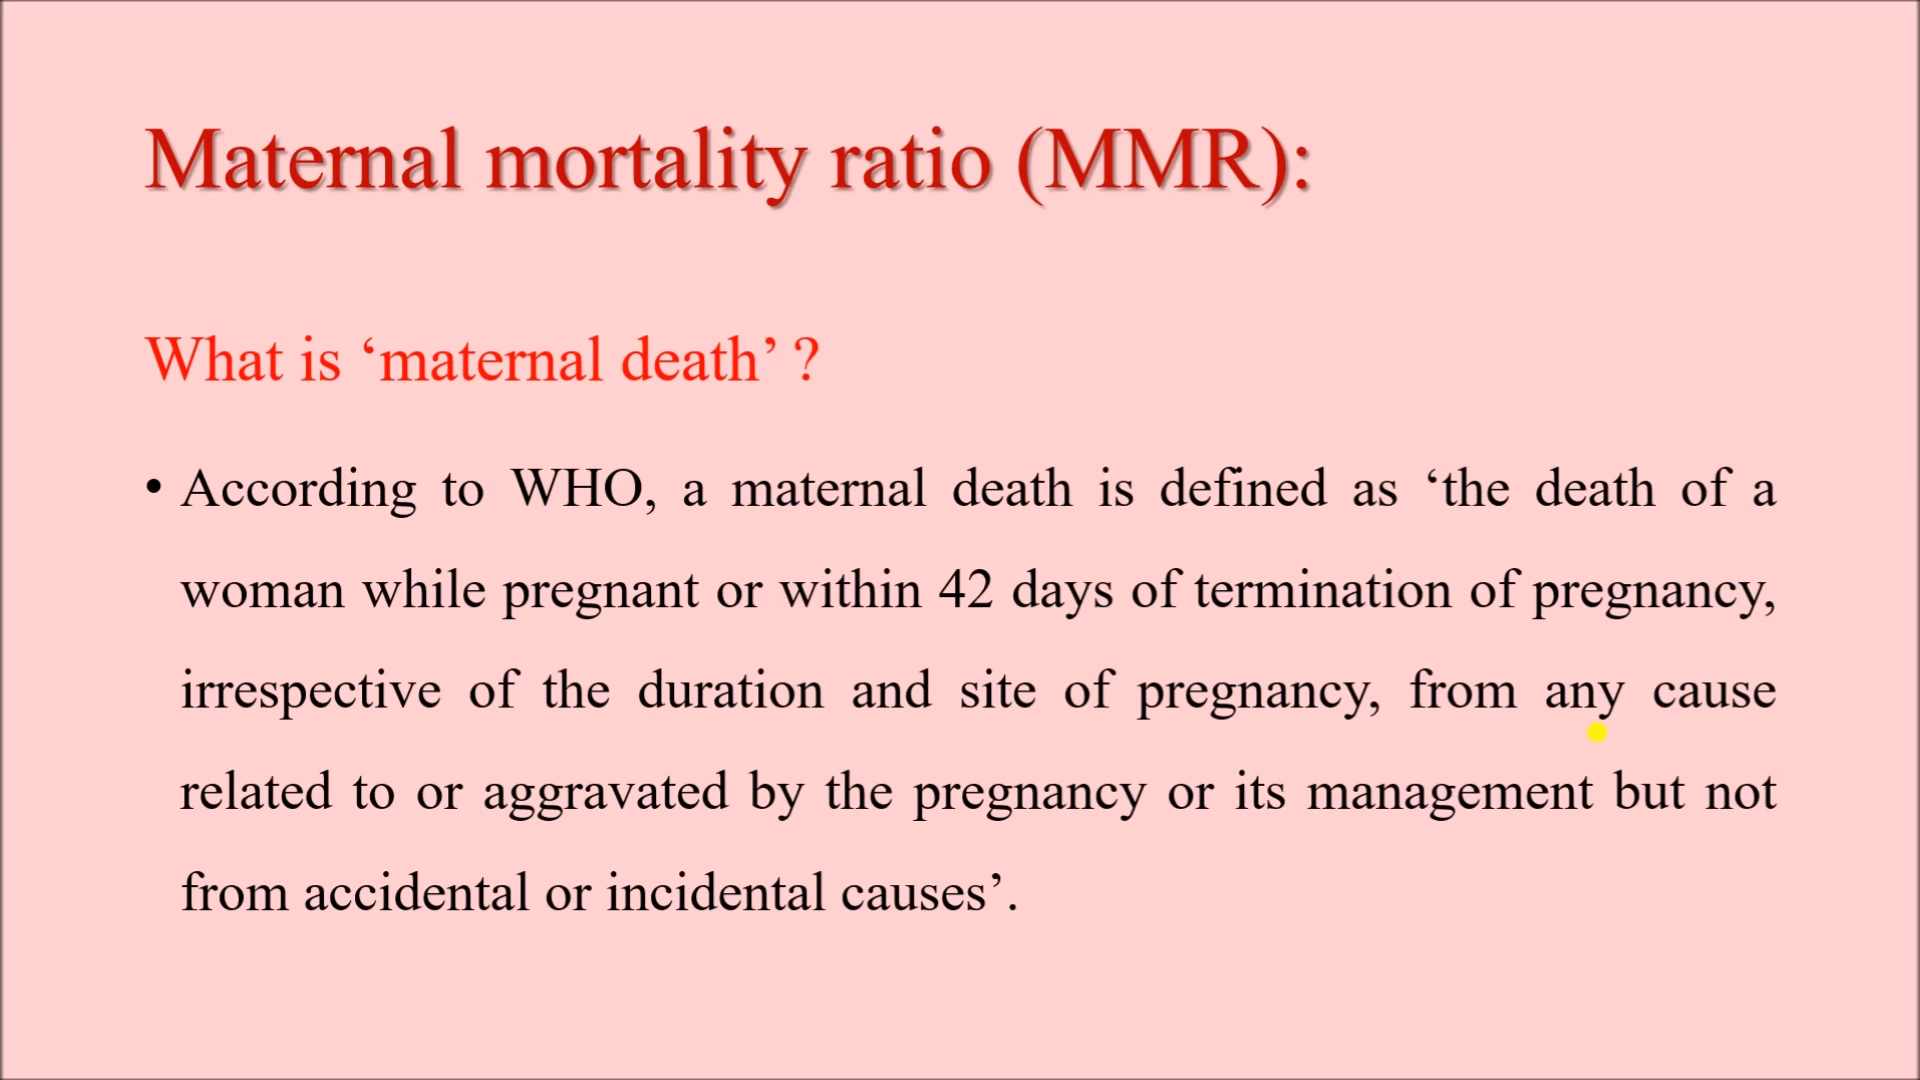 Maternal mortality ratio (MMR):
What is ‘maternal death’ ?
• According to WHO, a maternal death is defined as ‘the death of a
woman while pregnant or within 42 days of termination of pregnancy,
irrespective of the duration and site of pregnancy, from any cause
related to or aggravated by the pregnancy or its management but not
from accidental or incidental causes’.